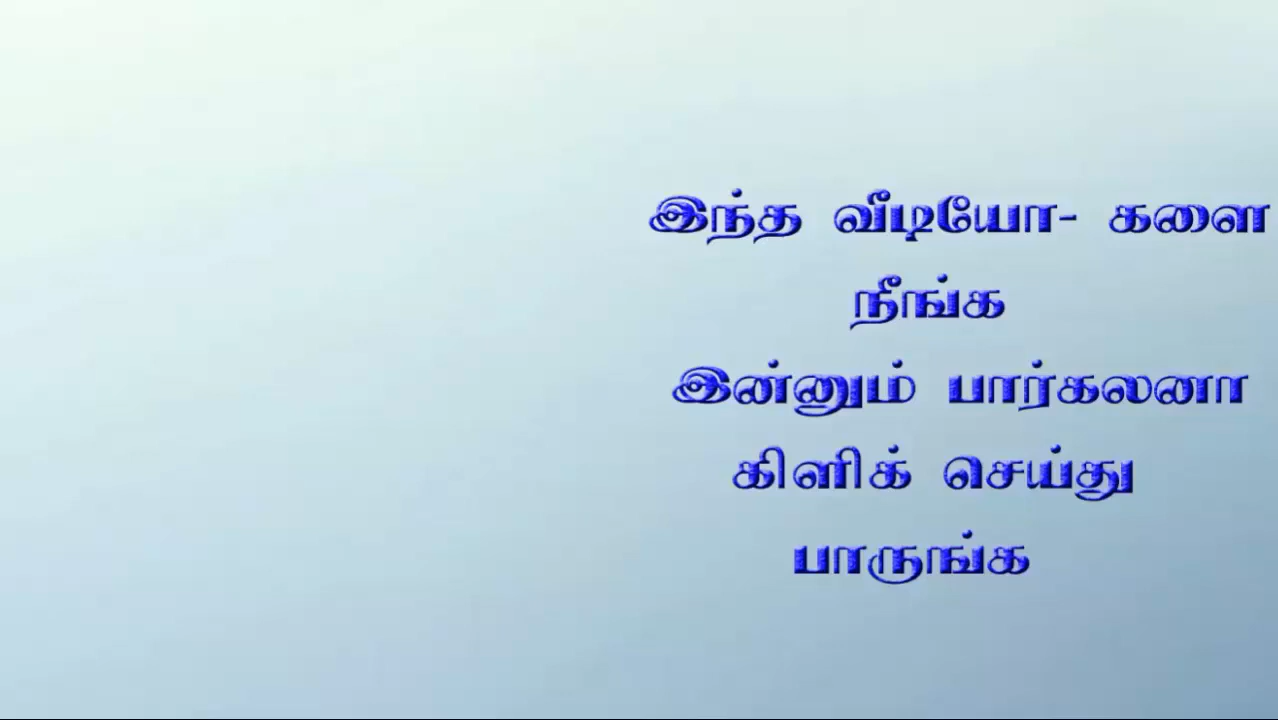 இந்த வீடியோ- களை
நீங்க
இன்னும் பார்கலனா
கிளிக் செய்து
பாருங்க